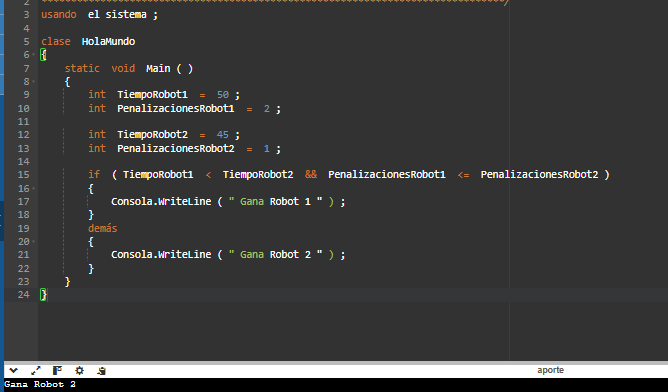 2 ******************************************************************************/
3 usando el sistema ;
4
5 clase HolaMundo
6 {
7 static void Main ( )
8 {
9 int TiempoRobot1 = 50 ;
10 int PenalizacionesRobot1 = 2 ;
11
12 int TiempoRobot2 = 45 ;
13 int PenalizacionesRobot2 = 1 ;
14
15 if ( TiempoRobot1 < TiempoRobot2 && PenalizacionesRobot1 <= PenalizacionesRobot2 )
16 {
17 Consola.WriteLine ( " Gana Robot 1 " ) ;
18 }
19 demás
20 {
21 Consola.WriteLine ( " Gana Robot 2 " ) ;
22 }
23 }
24 }
aporte
Gana Robot 2